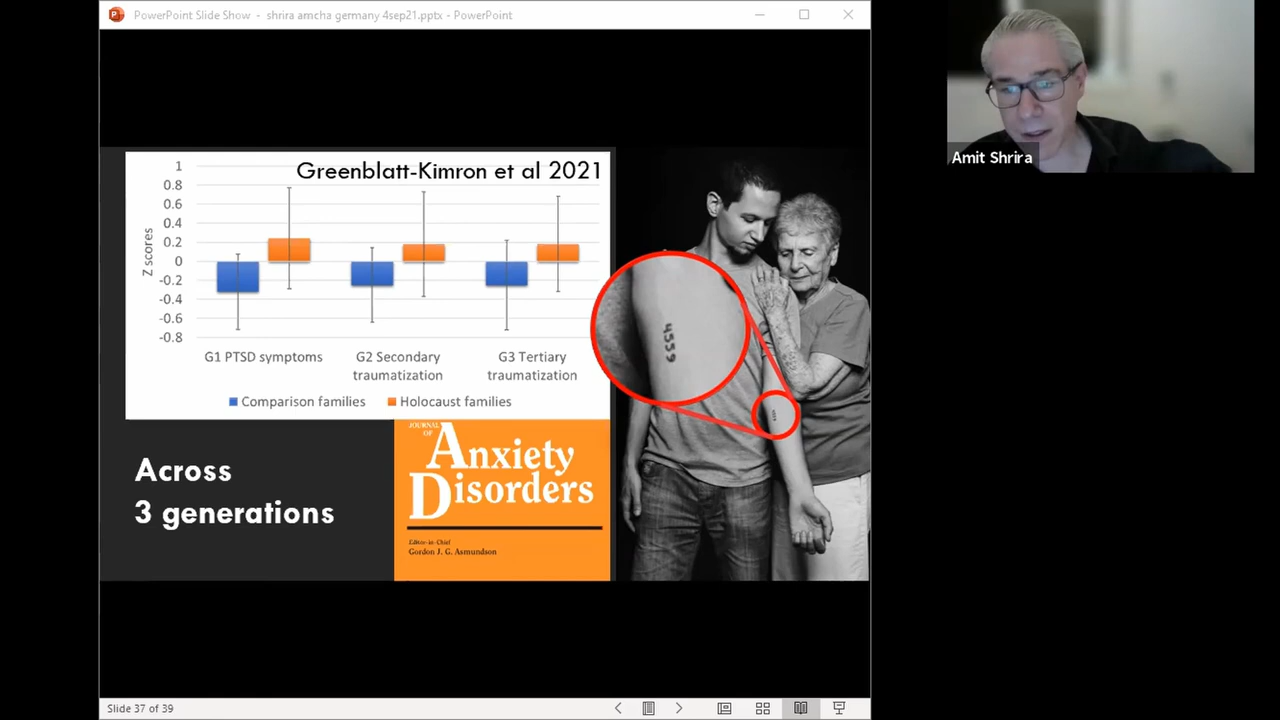 PowerPoint Slide Show - shrira amcha germany 4sep21.pptx - PowerPoint
Amit Shrira
Greenblatt-Kimron et al 2021
1
0.8
0.6
0.4
0.2
0
-0.2
-0.4
-0.6
-0.8
Z scores
G1 PTSD symptoms
G2 Secondary
traumatization
G3 Tertiary
traumatization
Comparison families
Holocaust families
4559
Across
3 generations
JOURNAL
OF
Anxiety
Disorders
Editor-in-Chief
Gordon J. G. Asmundson
Slide 37 of 39